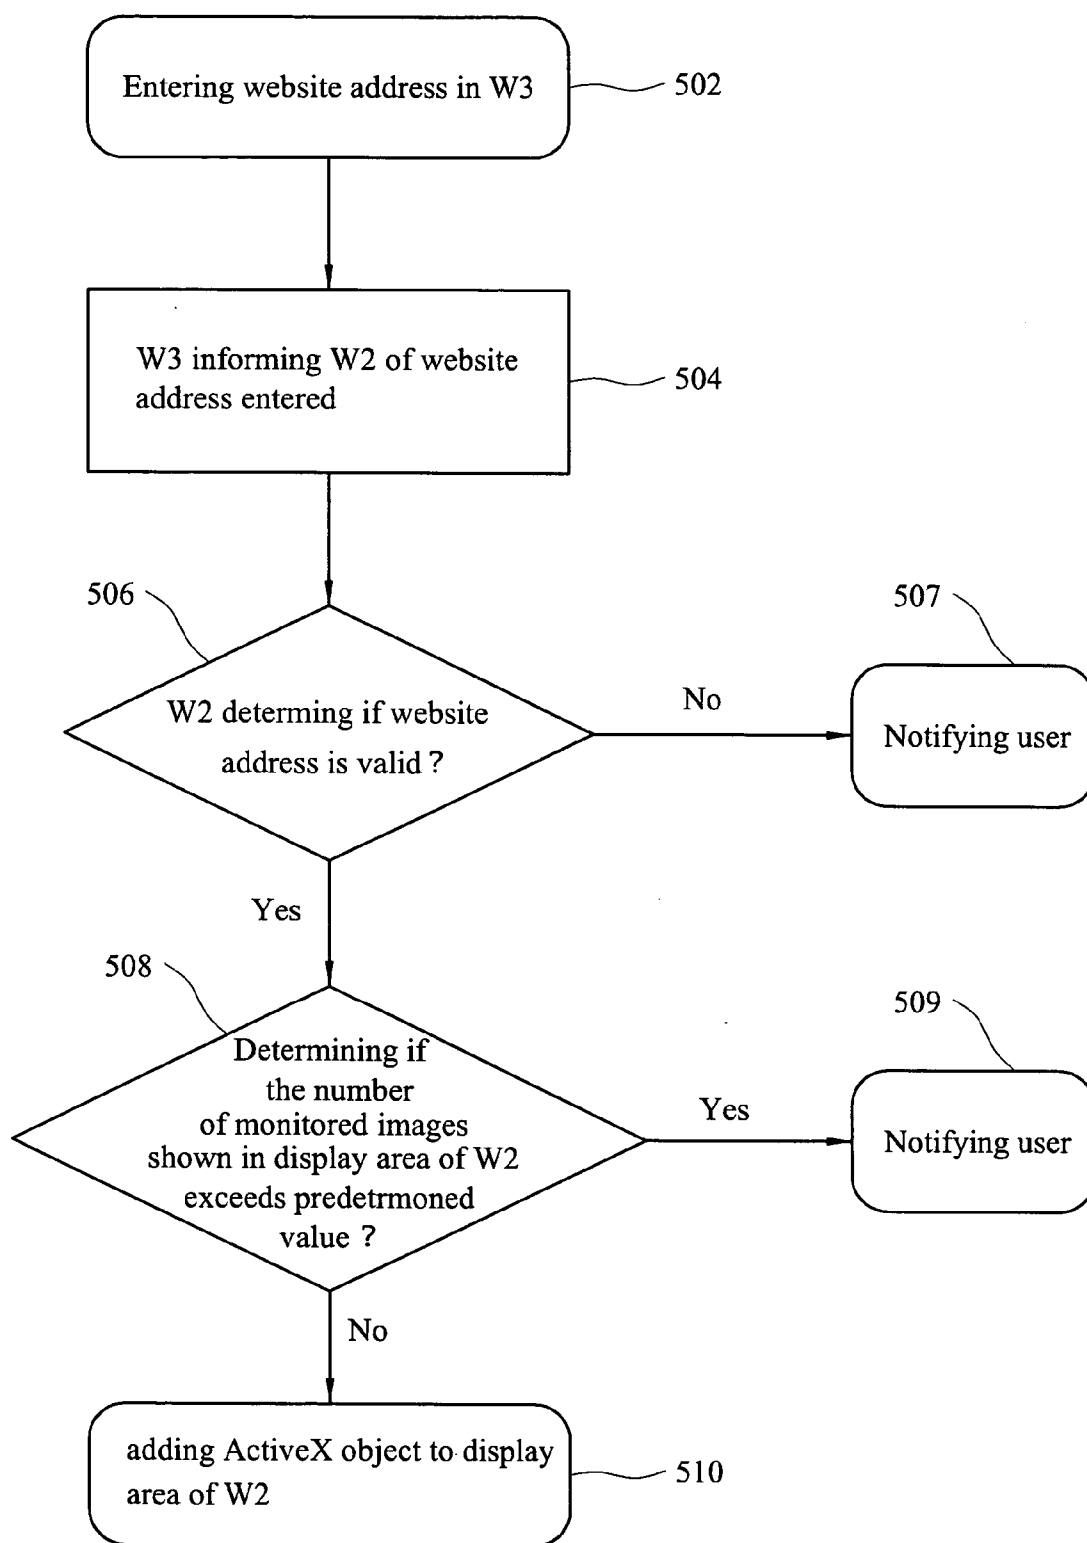 Entering website address in W3
502
W3 informing W2 of website
address entered
504
506
W2 determing if website
address is valid ?
No
507
Notifying user
Yes
508
Determining if
the number
of monitored images
shown in display area of W2
exceeds predetrmoned
value ?
Yes
509
Notifying user
No
adding ActiveX object to display
area of W2
510